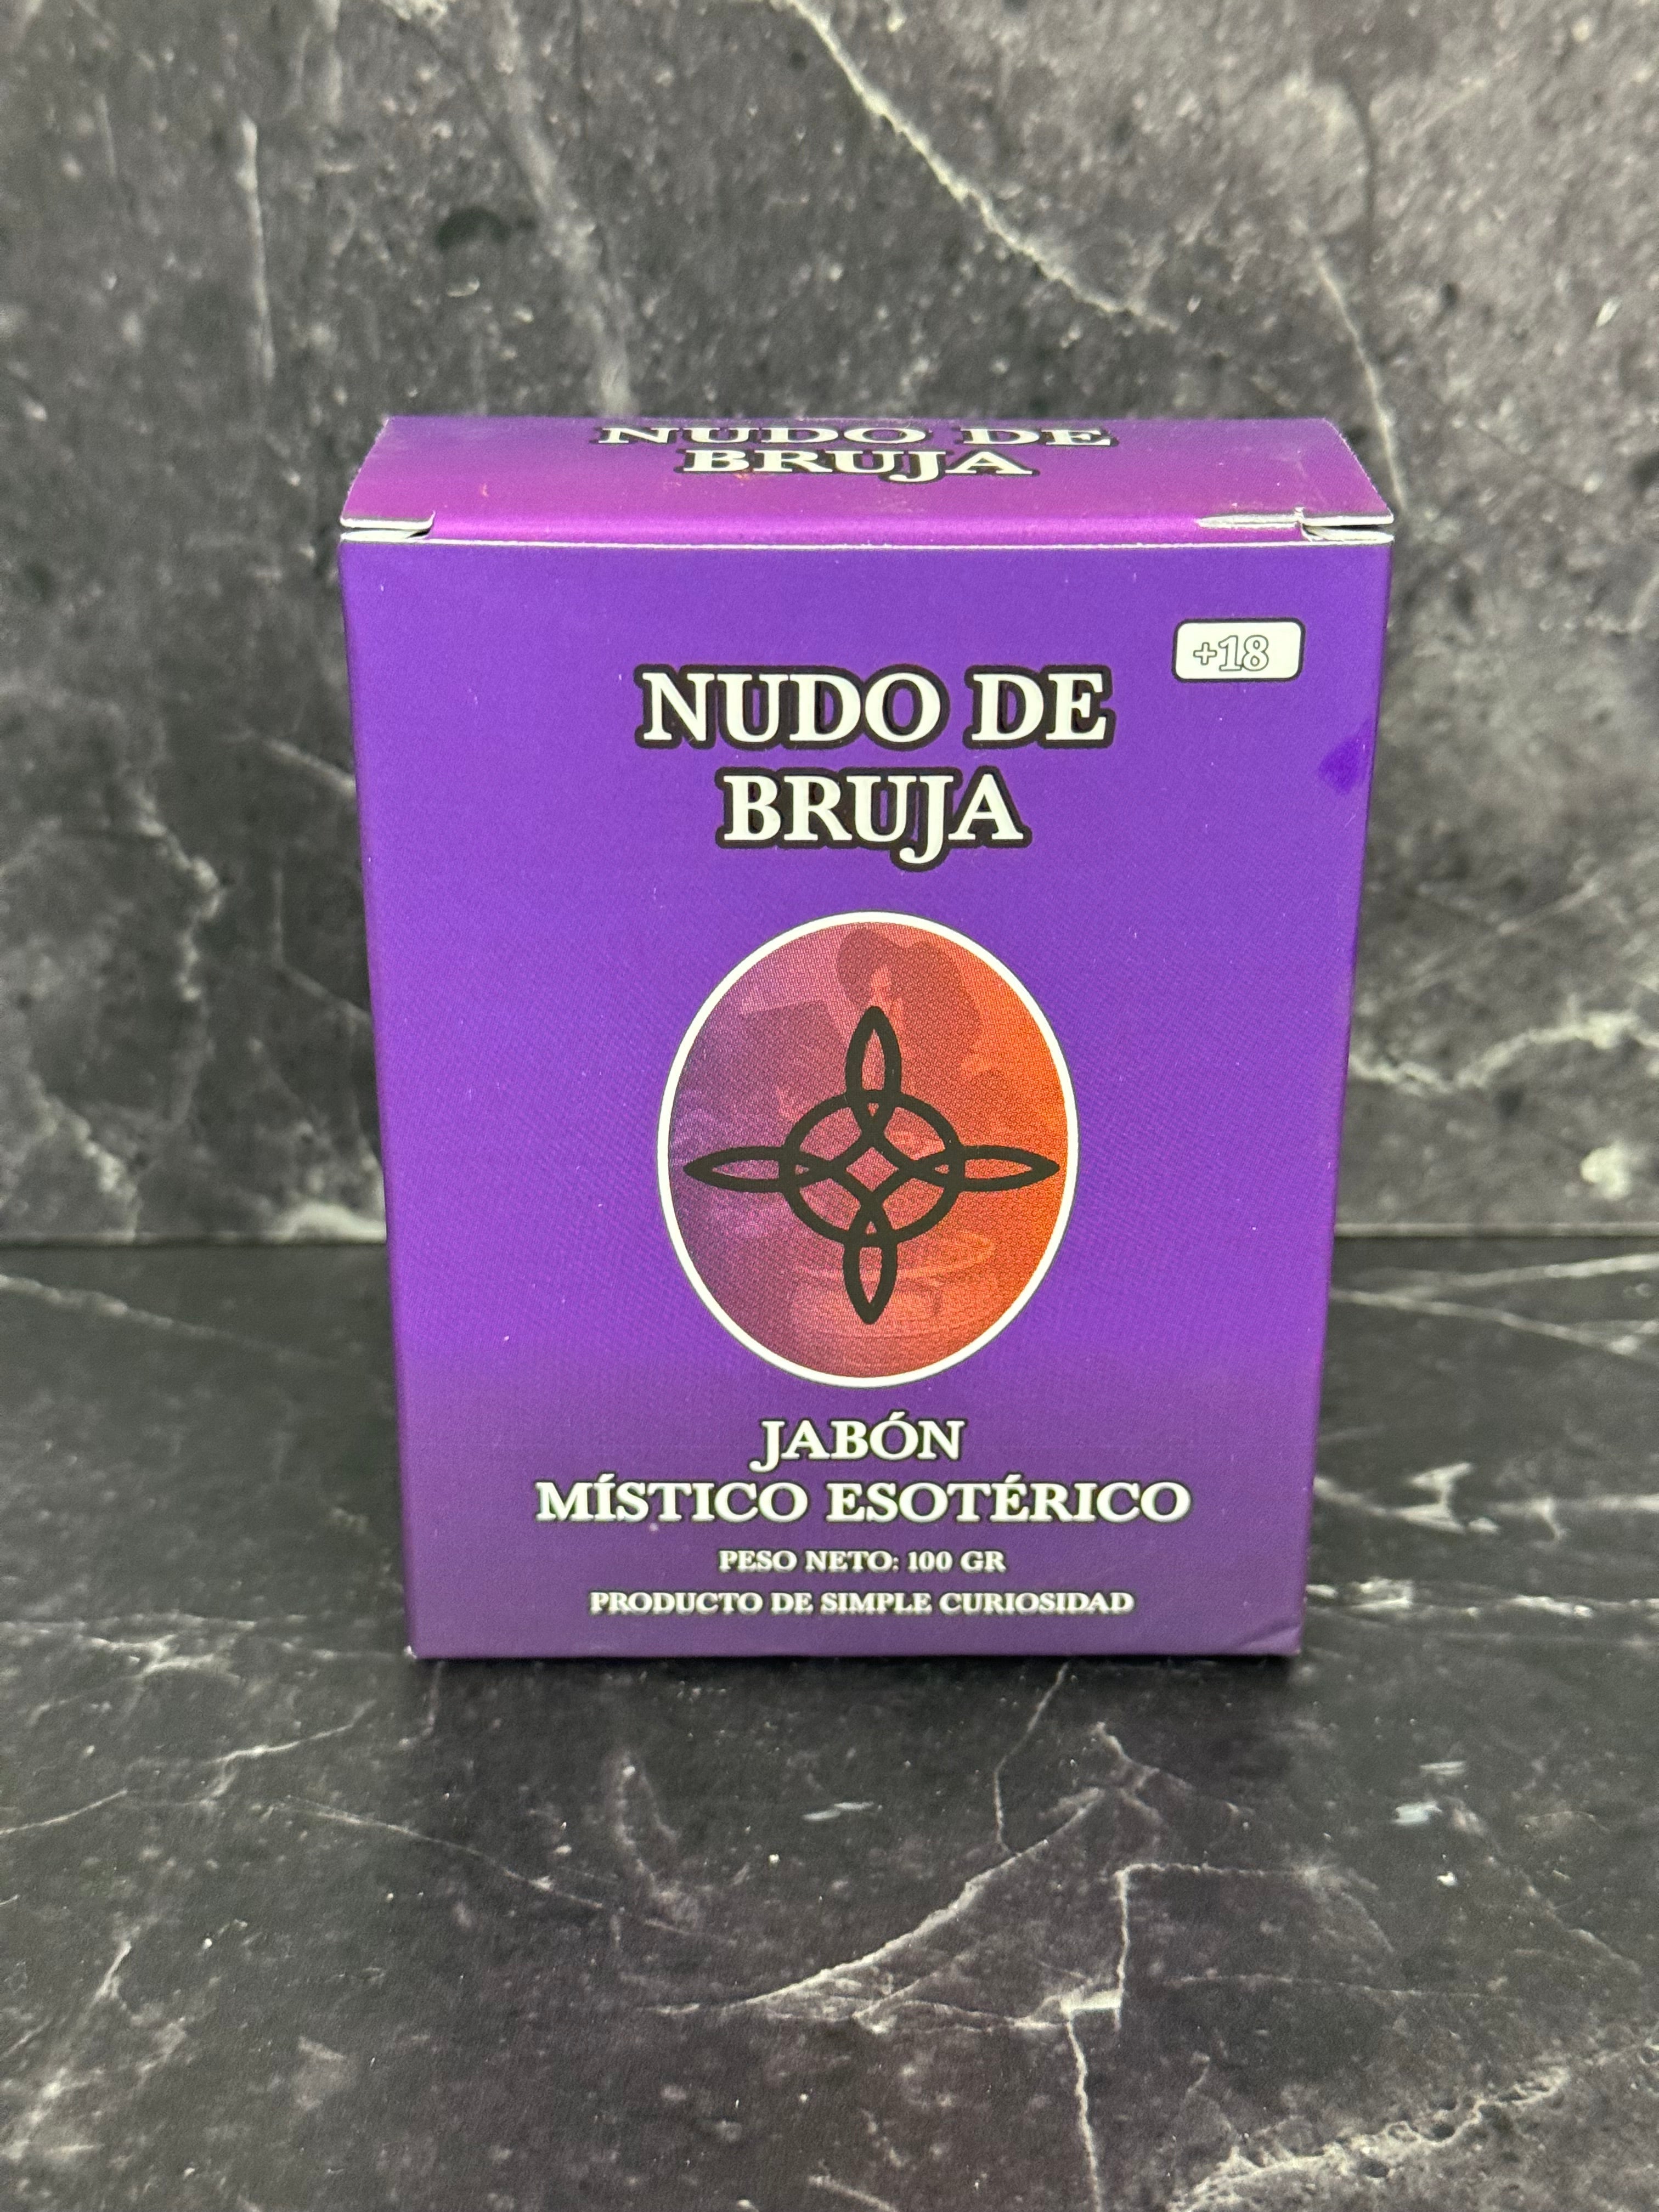 NUDO DE
BRUJA
+18
NUDO DE
BRUJA
JABÓN
MÍSTICO ESOTÉRICO
PESO NETO: 100 GR
PRODUCTO DE SIMPLE CURIOSIDAD